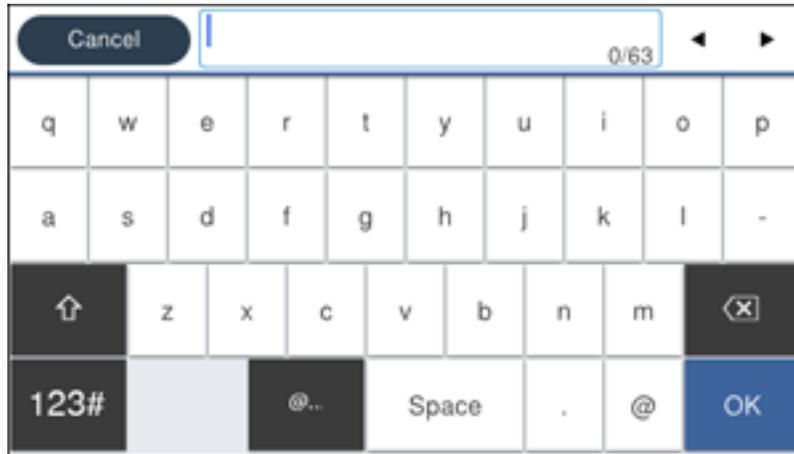 Cancel 0/63
q w e r t y u i o p
a s d f g h j k l -
z x c v b n m
123# @... Space . @ OK